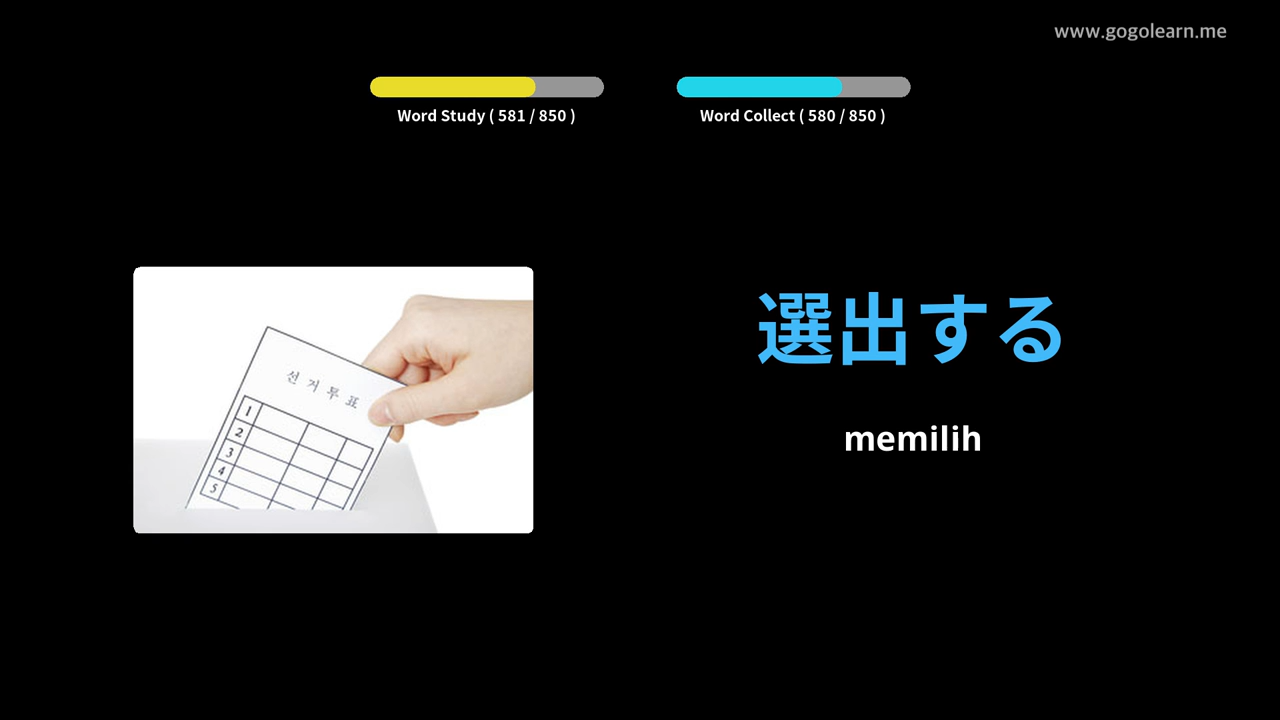 www.gogolearn.me
Word Study ( 581 / 850 )
Word Collect ( 580 / 850 )
선거투표
1
2
3
4
5
選出する
memilih